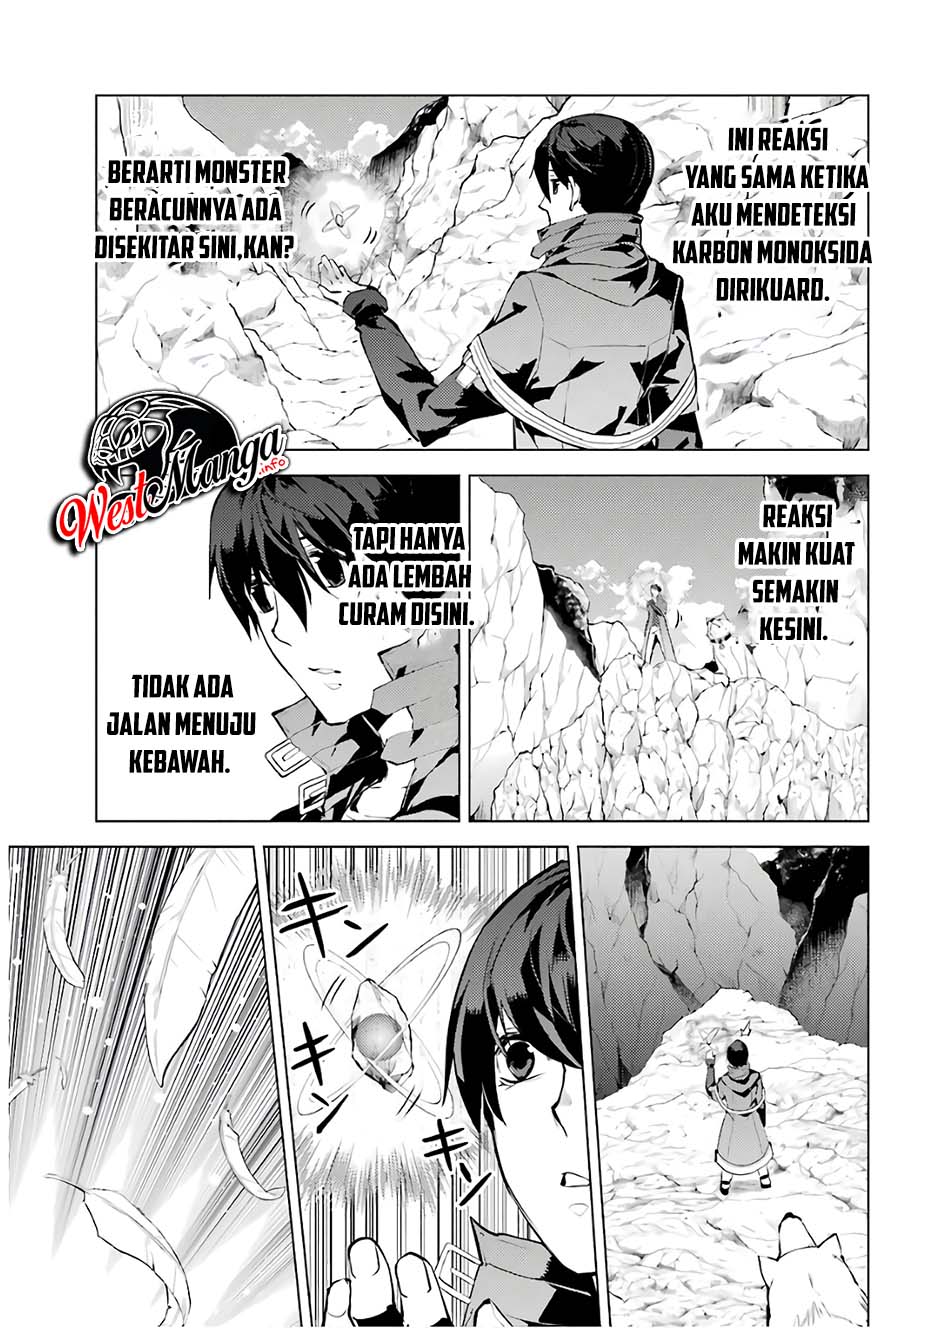 INI REAKSI
YANG SAMA KETIKA
AKU MENDETEKSI
KARBON MONOKSIDA
DIRIKUARD.
BERARTI MONSTER
BERACUNNYA ADA
DISEKITAR SINI,KAN?
WestManga
.info
REAKSI
MAKIN KUAT
SEMAKIN
KESINI.
TAPI HANYA
ADA LEMBAH
CURAM DISINI.
TIDAK ADA
JALAN MENUJU
KEBAWAH.
キン
キン